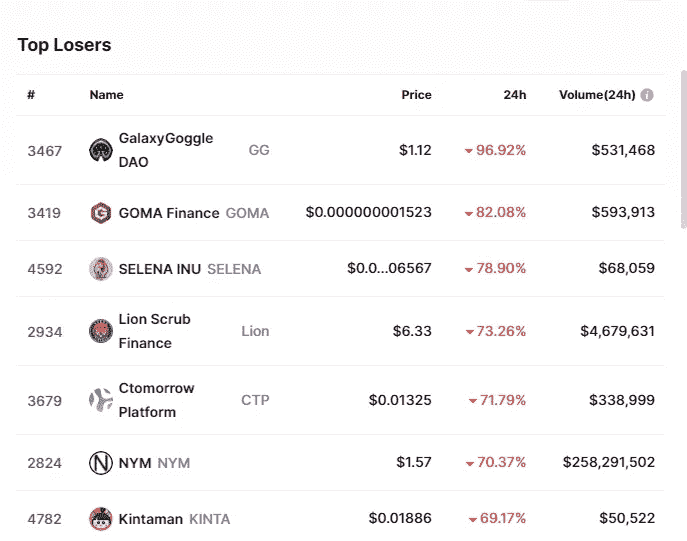 Top Losers
# Name Price 24h Volume(24h)
3467 GalaxyGoggle DAO GG $1.12 96.92% $531,468
3419 GOMA Finance GOMA $0.000000001523 82.08% $593,913
4592 SELENA INU SELENA $0.0...06567 78.90% $68,059
2934 Lion Scrub Finance Lion $6.33 73.26% $4,679,631
3679 Ctomorrow Platform CTP $0.01325 71.79% $338,999
2824 NYM NYM $1.57 70.37% $258,291,502
4782 Kintaman KINTA $0.01886 69.17% $50,522